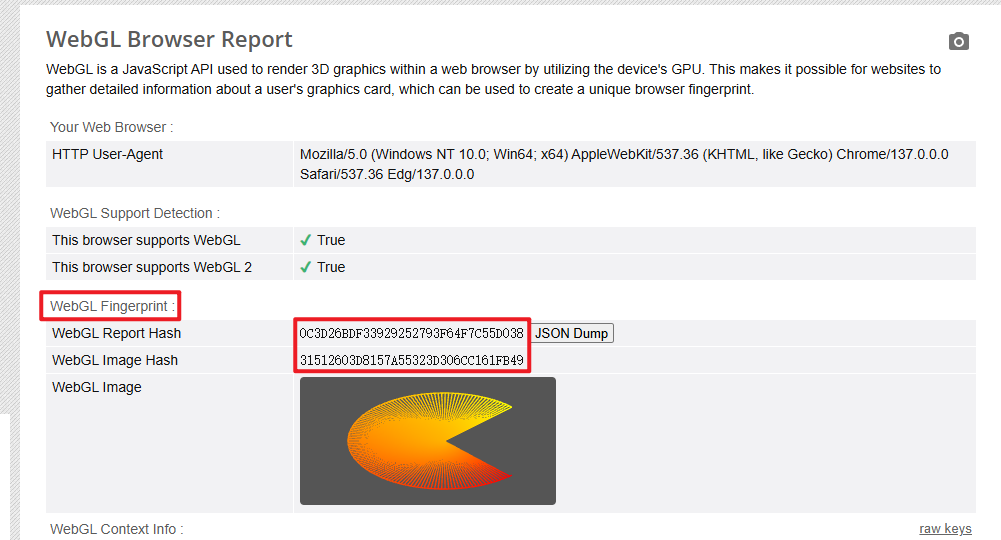 WebGL Browser Report
WebGL is a JavaScript API used to render 3D graphics within a web browser by utilizing the device's GPU. This makes it possible for websites to
gather detailed information about a user's graphics card, which can be used to create a unique browser fingerprint.
Your Web Browser :
HTTP User-Agent
Mozilla/5.0 (Windows NT 10.0; Win64; x64) AppleWebKit/537.36 (KHTML, like Gecko) Chrome/137.0.0.0
Safari/537.36 Edg/137.0.0.0
WebGL Support Detection :
This browser supports WebGL ✔ True
This browser supports WebGL 2 ✔ True
WebGL Fingerprint :
WebGL Report Hash 0C3D26BDF33929252793F64F7C55D038 JSON Dump
WebGL Image Hash 31512603D8157A55323D306CC161FB49
WebGL Image
WebGL Context Info : raw keys